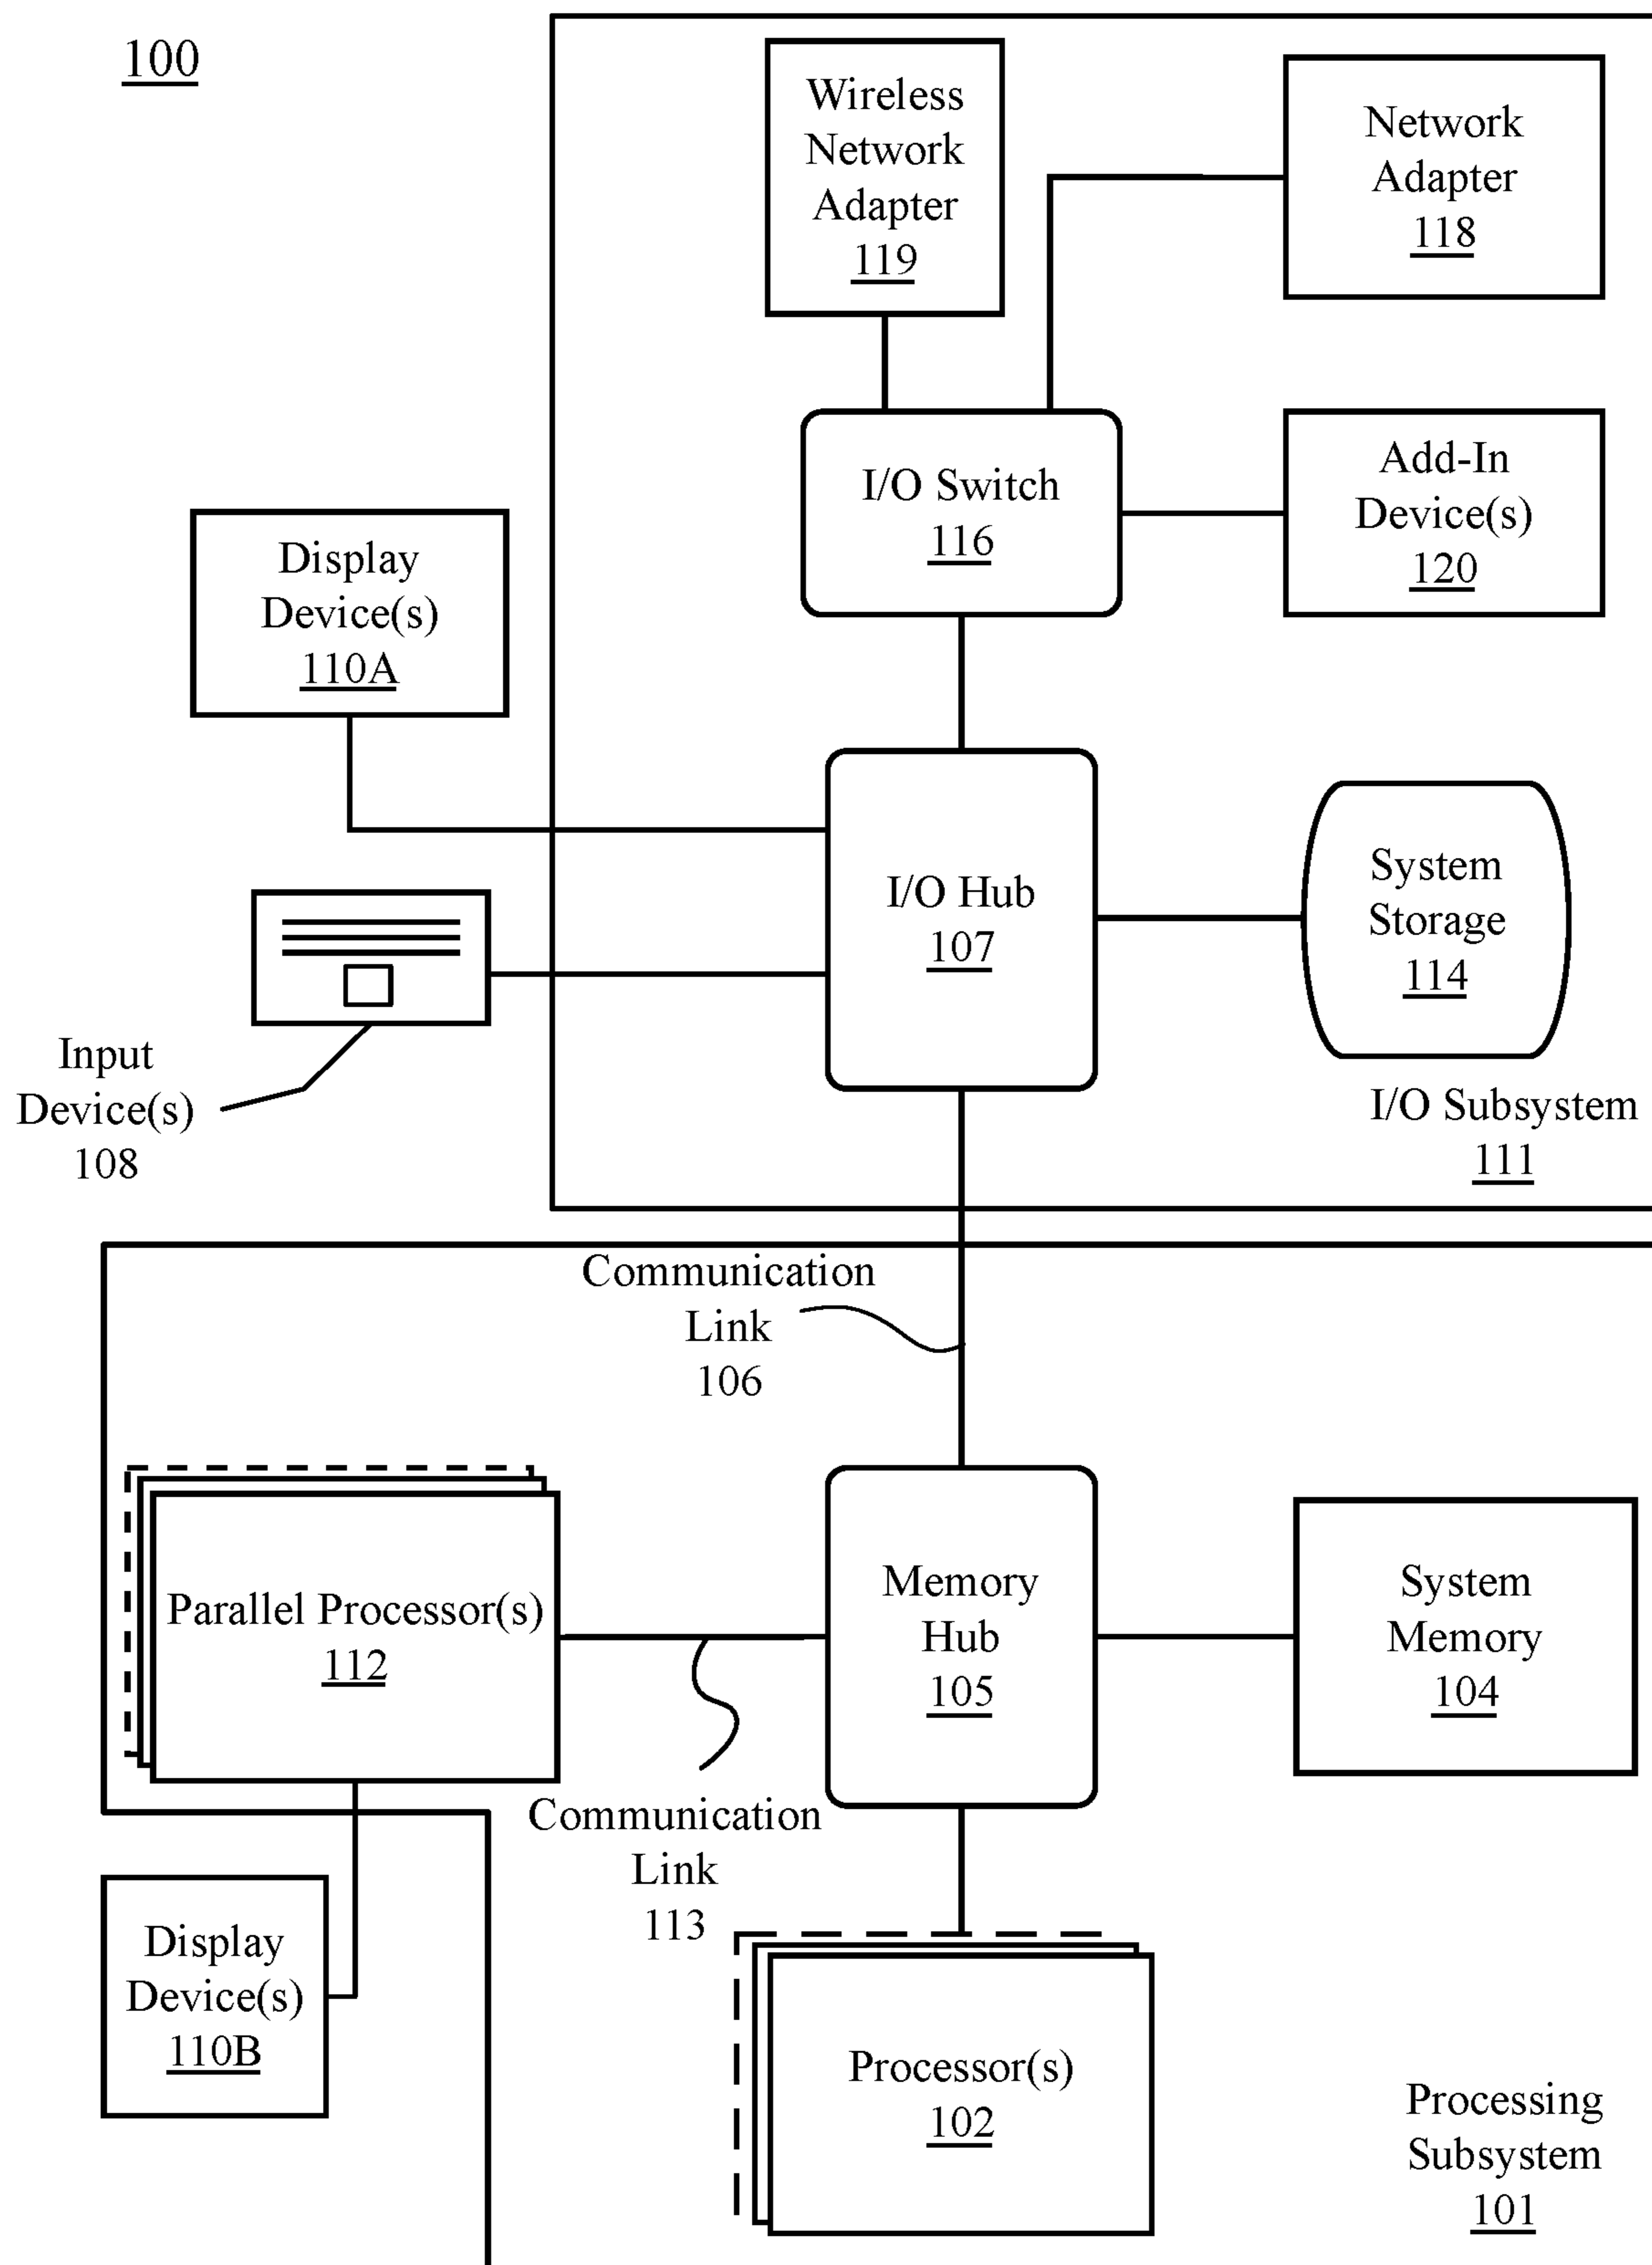 100
Wireless
Network
Adapter
119
Network
Adapter
118
I/O Switch
116
Add-In
Device(s)
120
Display
Device(s)
110A
I/O Hub
107
System
Storage
114
Input
Device(s)
108
I/O Subsystem
111
Communication
Link
106
Parallel Processor(s)
112
Memory
Hub
105
System
Memory
104
Communication
Link
113
Display
Device(s)
110B
Processor(s)
102
Processing
Subsystem
101